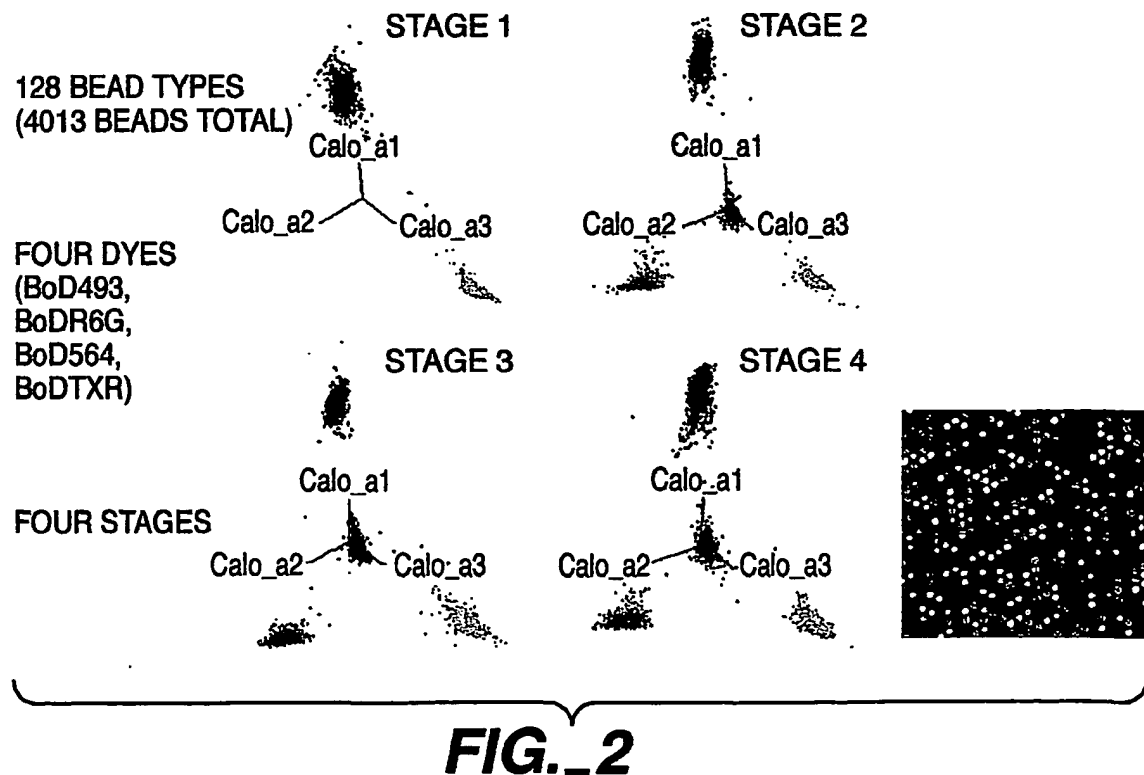 128 BEAD TYPES
(4013 BEADS TOTAL)
FOUR DYES
(BoD493,
BoDR6G,
BoD564,
BoDTXR)
FOUR STAGES
STAGE 1
Calo_a1
Calo_a2
Calo_a3
STAGE 2
Calo_a1
Calo_a2
Calo_a3
STAGE 3
Calo_a1
Calo_a2
Calo_a3
STAGE 4
Calo_a1
Calo_a2
Calo_a3
FIG._2